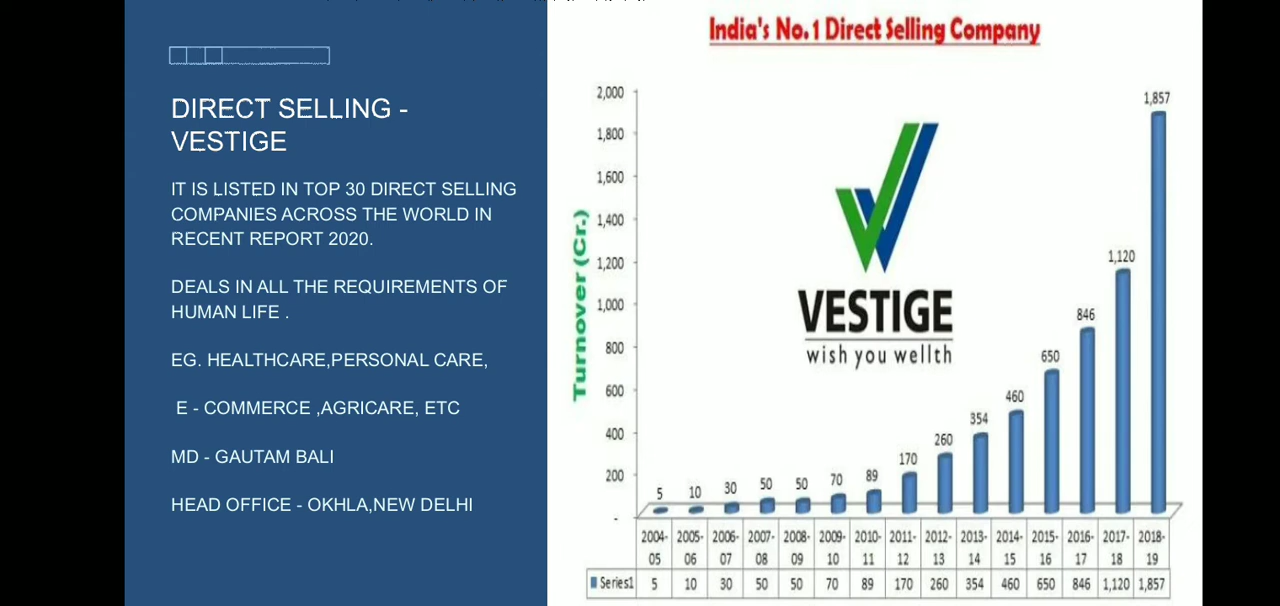 DIRECT SELLING -
VESTIGE
IT IS LISTED IN TOP 30 DIRECT SELLING
COMPANIES ACROSS THE WORLD IN
RECENT REPORT 2020.
DEALS IN ALL THE REQUIREMENTS OF
HUMAN LIFE .
EG. HEALTHCARE,PERSONAL CARE,
E - COMMERCE ,AGRICARE, ETC
MD - GAUTAM BALI
HEAD OFFICE - OKHLA,NEW DELHI
India's No.1 Direct Selling Company
Turnover (Cr.)
2,000
1,800
1,600
1,400
1,200
1,000
800
600
400
200
-
VESTIGE
wish you wellth
5 10 30 50 50 70 89 170 260 354 460 650 846 1,120 1,857
2004- 2005- 2006- 2007- 2008- 2009- 2010- 2011- 2012- 2013- 2014- 2015- 2016- 2017- 2018-
05 06 07 08 09 10 11 12 13 14 15 16 17 18 19
Series1 5 10 30 50 50 70 89 170 260 354 460 650 846 1,120 1,857